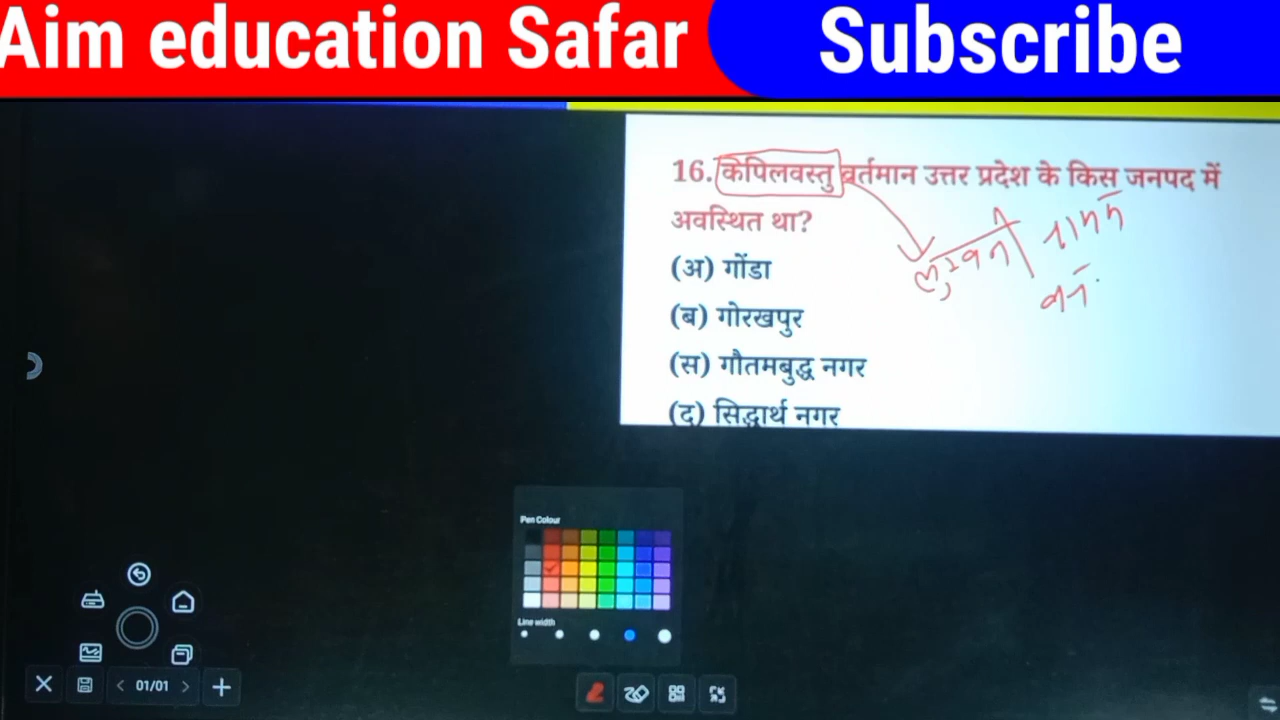 Aim education Safar
Subscribe
16. केपिलवस्तु वर्तमान उत्तर प्रदेश के किस जनपद में
अवस्थित था?
(अ) गोंडा
(ब) गोरखपुर
(स) गौतमबुद्ध नगर
(द) सिद्धार्थ नगर
Pen Colour
Line width
01/01